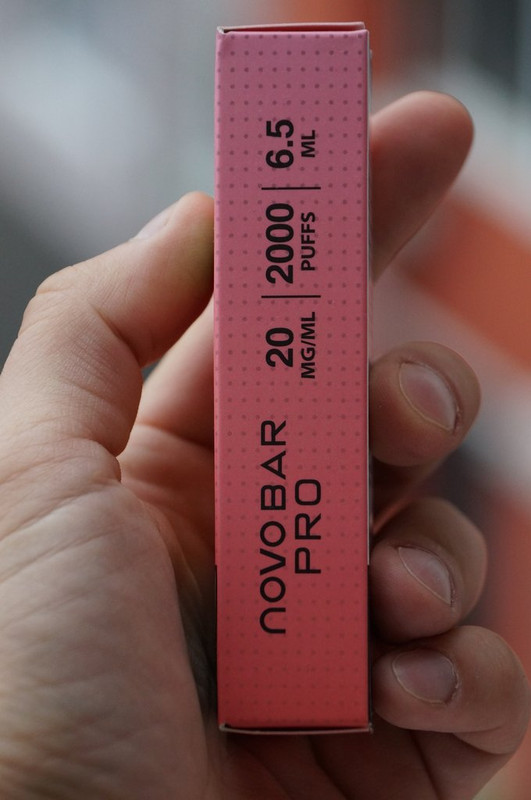 NOVO BAR
PRO
20 | 2000 | 6.5
MG/ML PUFFS ML